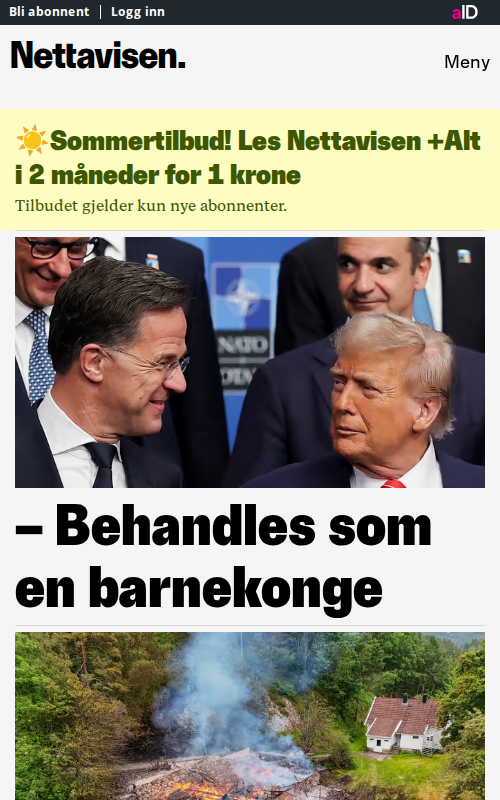 Bli abonnent | Logg inn
aID
Nettavisen.
Meny
☀️Sommertilbud! Les Nettavisen +Alt
i 2 måneder for 1 krone
Tilbudet gjelder kun nye abonnenter.
NATO
OTAN
– Behandles som
en barnekonge